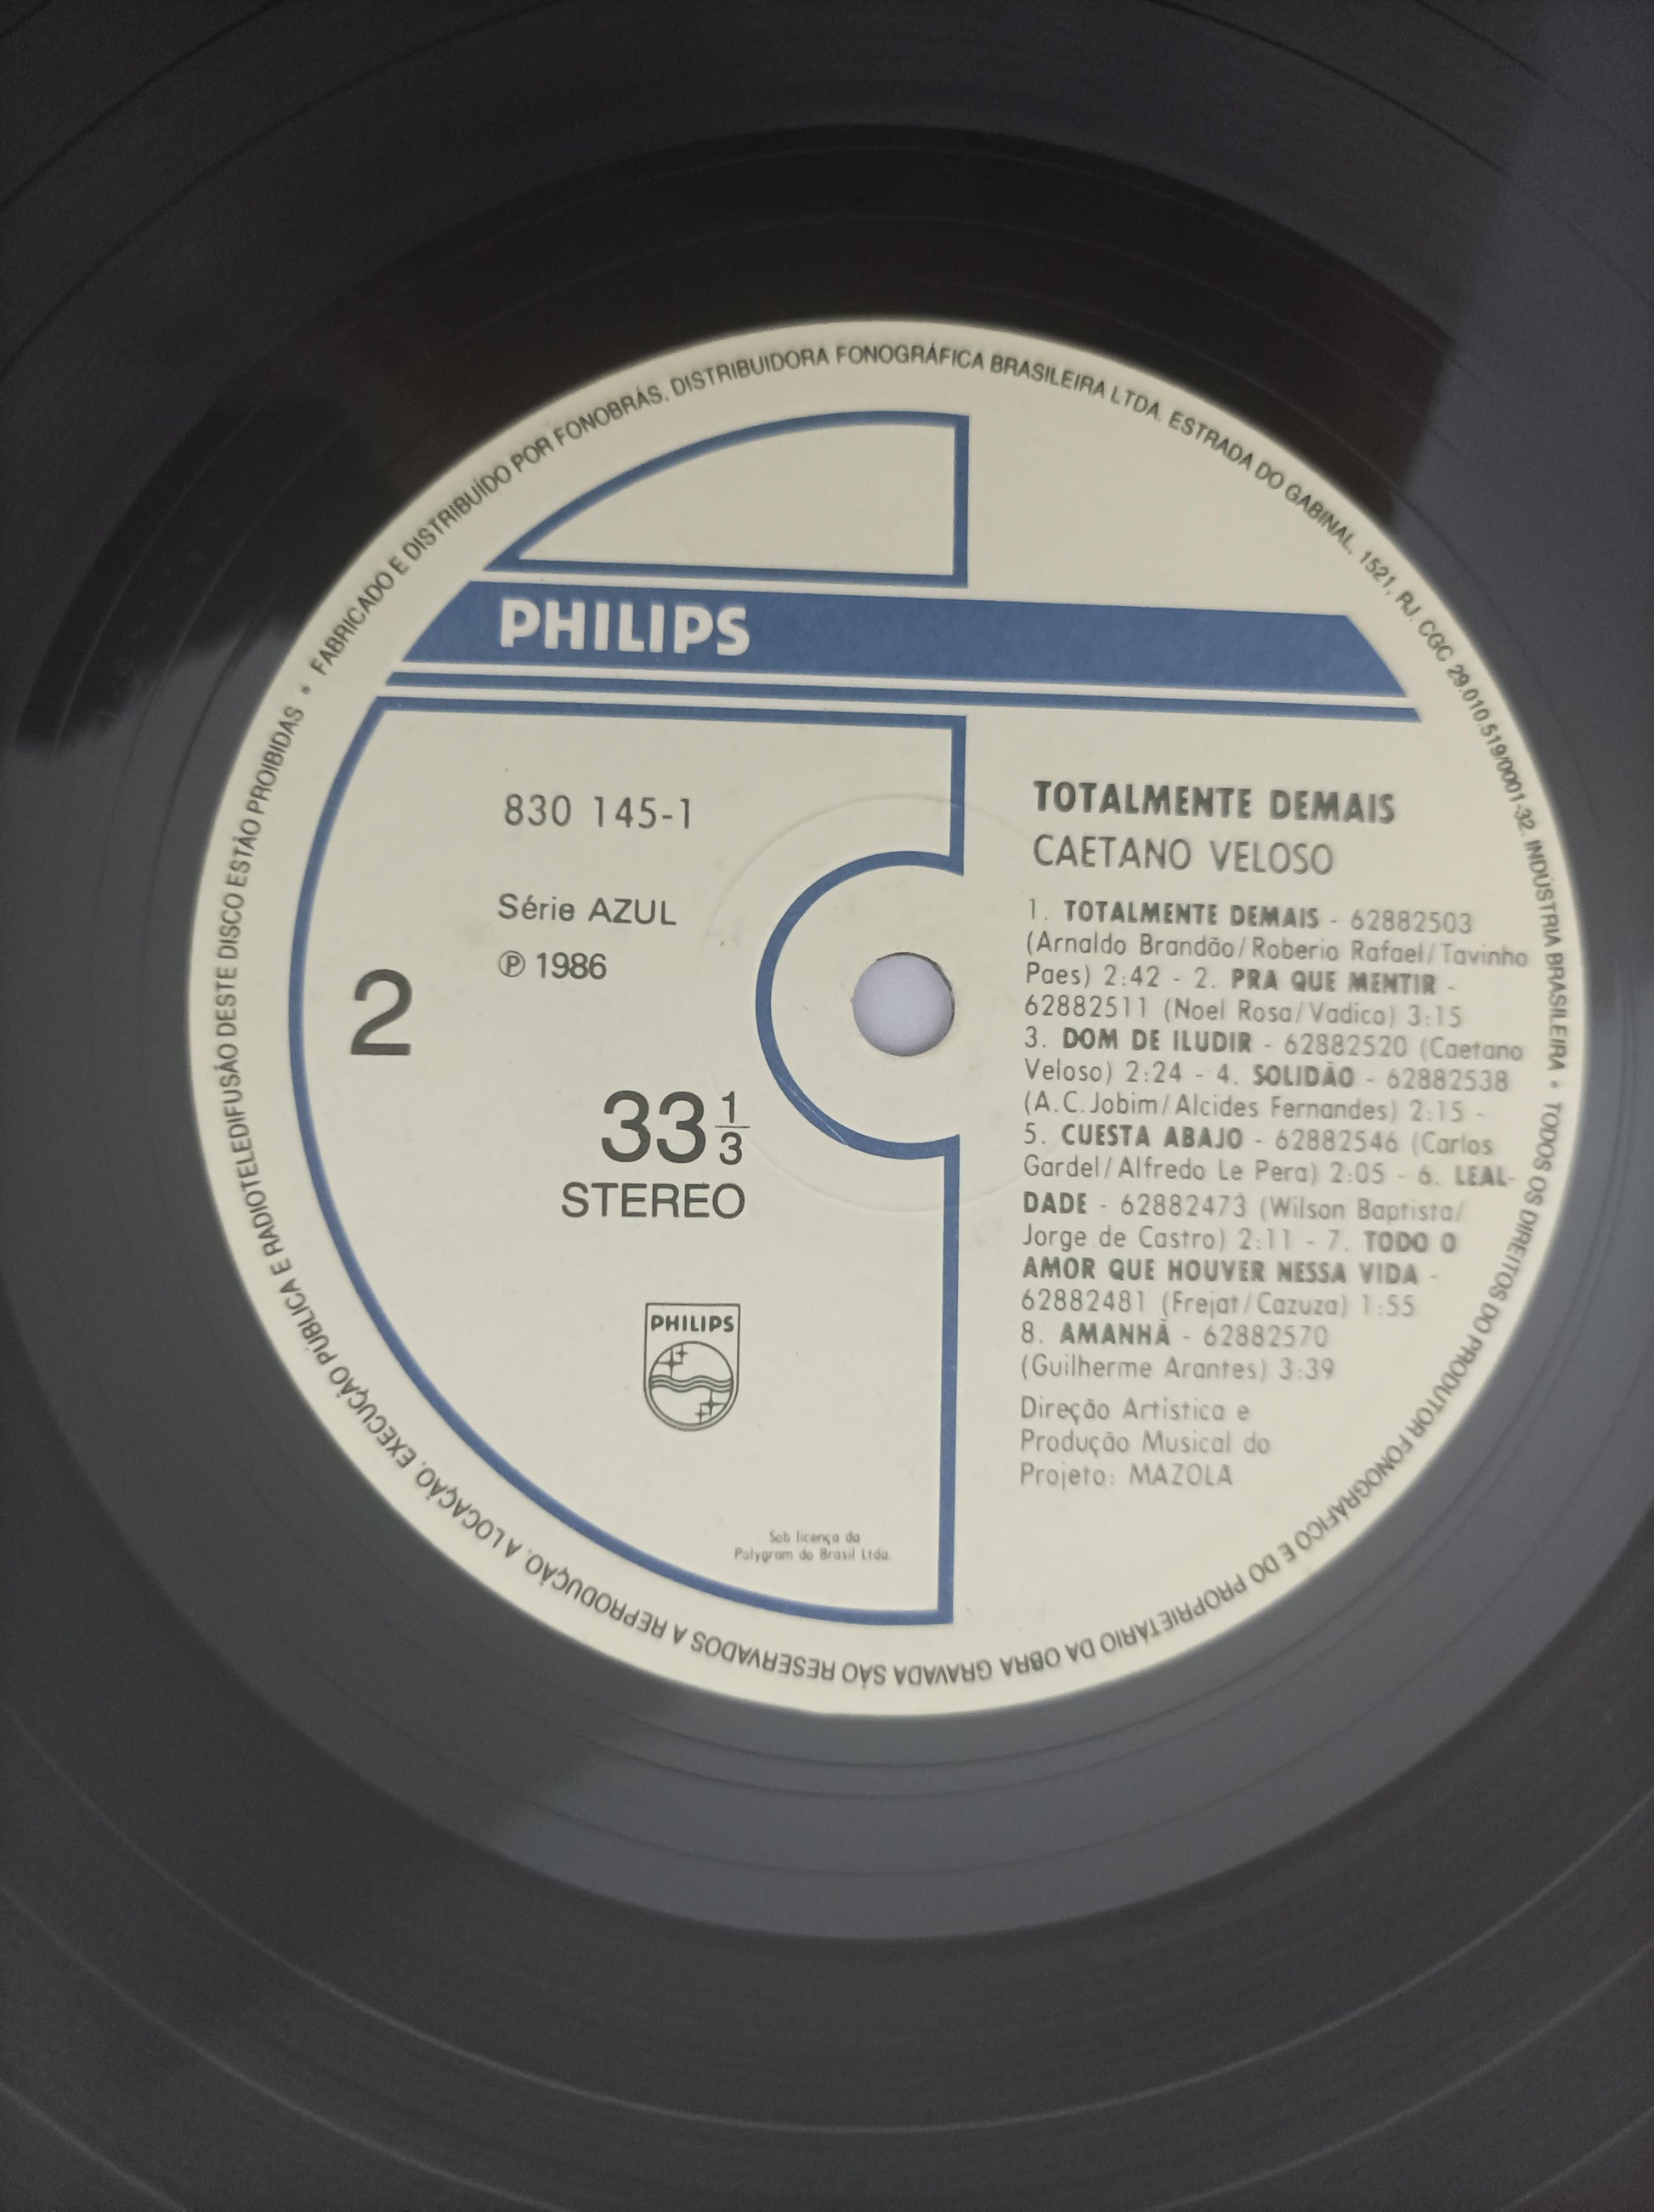 FABRICADO E DISTRIBUÍDO POR FONOBRÁS. DISTRIBUIDORA FONOGRÁFICA BRASILEIRA LTDA. ESTRADA DO GABINAL, 1521, RJ. CGC 29.010.519/0001-32. INDÚSTRIA BRASILEIRA • TODOS OS DIREITOS DO PRODUTOR FONOGRÁFICO E DO PROPRIETÁRIO DA OBRA GRAVADA SÃO RESERVADOS A REPRODUÇÃO, A LOCAÇÃO, EXECUÇÃO PÚBLICA E RADIOTELEDIFUSÃO DESTE DISCO ESTÃO PROIBIDAS •
PHILIPS
830 145-1
Série AZUL
℗ 1986
2
33 1/3
STEREO
PHILIPS
Sob licença da
Polygram do Brasil Ltda.
TOTALMENTE DEMAIS
CAETANO VELOSO
1. TOTALMENTE DEMAIS - 62882503
(Arnaldo Brandão/Roberio Rafael/Tavinho
Paes) 2:42 - 2. PRA QUE MENTIR -
62882511 (Noel Rosa/Vadico) 3:15
3. DOM DE ILUDIR - 62882520 (Caetano
Veloso) 2:24 - 4. SOLIDÃO - 62882538
(A.C.Jobim/Alcides Fernandes) 2:15 -
5. CUESTA ABAJO - 62882546 (Carlos
Gardel/Alfredo Le Pera) 2:05 - 6. LEAL-
DADE - 62882473 (Wilson Baptista/
Jorge de Castro) 2:11 - 7. TODO O
AMOR QUE HOUVER NESSA VIDA -
62882481 (Frejat/Cazuza) 1:55
8. AMANHÃ - 62882570
(Guilherme Arantes) 3:39
Direção Artística e
Produção Musical do
Projeto: MAZOLA